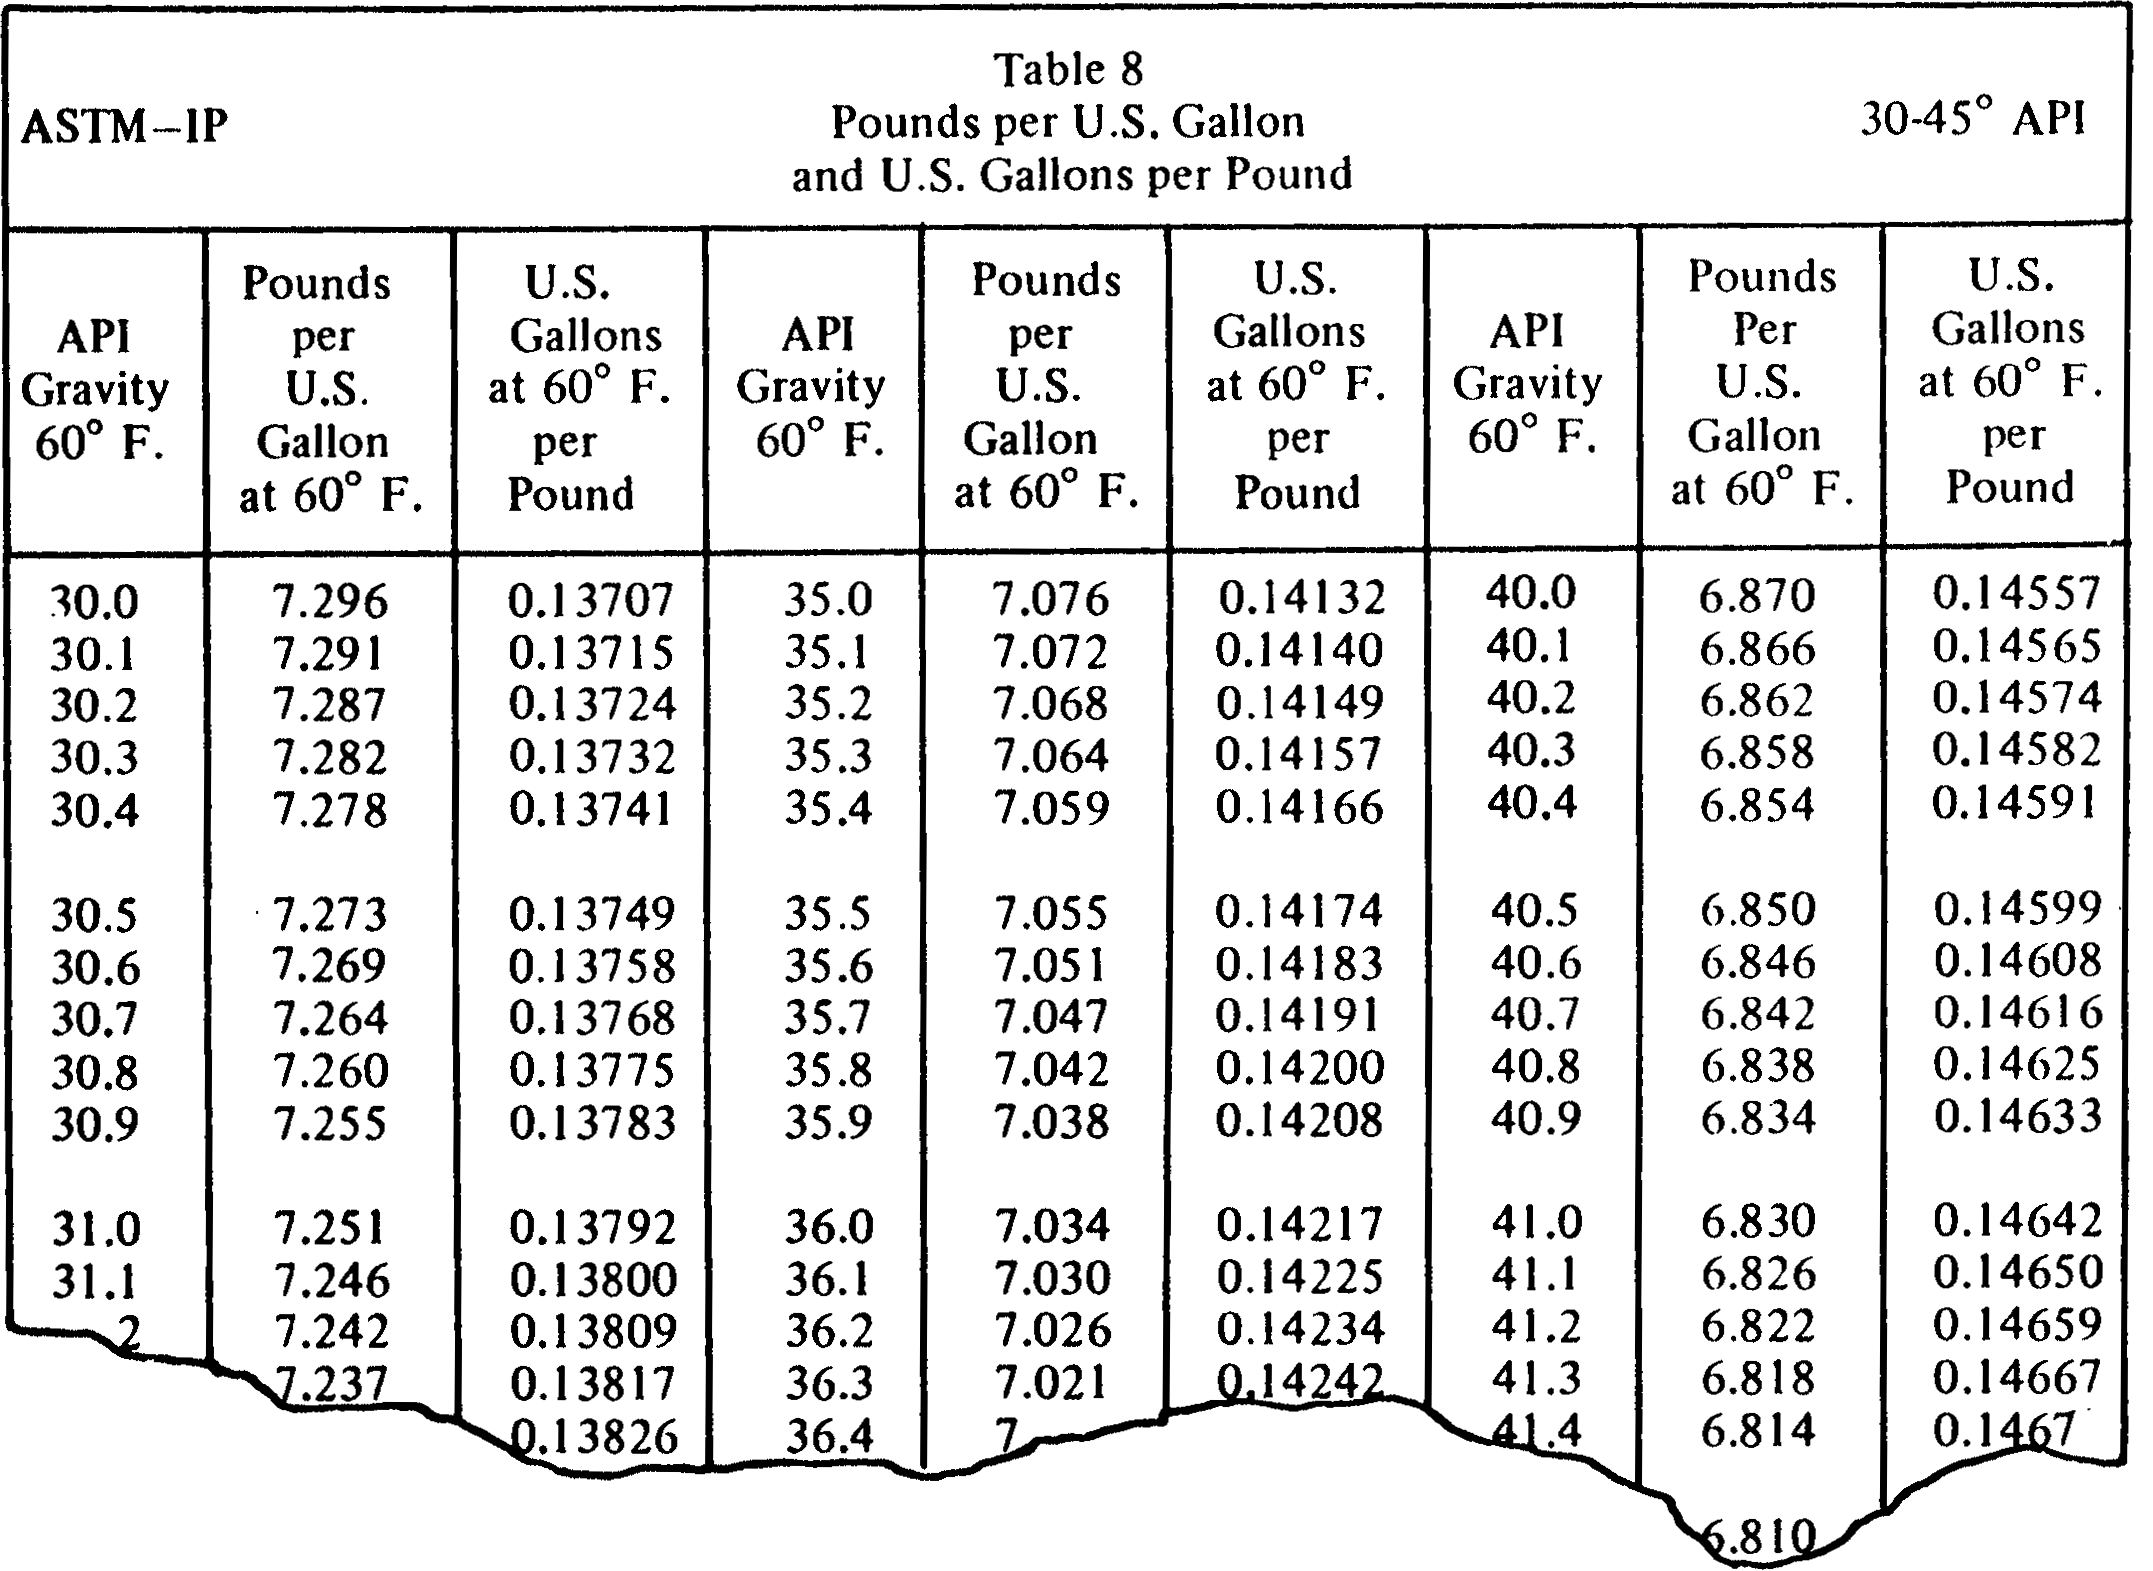 Table 8
ASTM–IP Pounds per U.S. Gallon 30-45° API
and U.S. Gallons per Pound
Pounds U.S. Pounds U.S. Pounds U.S.
API per Gallons API per Gallons API Per Gallons
Gravity U.S. at 60° F. Gravity U.S. at 60° F. Gravity U.S. at 60° F.
60° F. Gallon per 60° F. Gallon per 60° F. Gallon per
at 60° F. Pound at 60° F. Pound at 60° F. Pound
30.0 7.296 0.13707 35.0 7.076 0.14132 40.0 6.870 0.14557
30.1 7.291 0.13715 35.1 7.072 0.14140 40.1 6.866 0.14565
30.2 7.287 0.13724 35.2 7.068 0.14149 40.2 6.862 0.14574
30.3 7.282 0.13732 35.3 7.064 0.14157 40.3 6.858 0.14582
30.4 7.278 0.13741 35.4 7.059 0.14166 40.4 6.854 0.14591
30.5 7.273 0.13749 35.5 7.055 0.14174 40.5 6.850 0.14599
30.6 7.269 0.13758 35.6 7.051 0.14183 40.6 6.846 0.14608
30.7 7.264 0.13768 35.7 7.047 0.14191 40.7 6.842 0.14616
30.8 7.260 0.13775 35.8 7.042 0.14200 40.8 6.838 0.14625
30.9 7.255 0.13783 35.9 7.038 0.14208 40.9 6.834 0.14633
31.0 7.251 0.13792 36.0 7.034 0.14217 41.0 6.830 0.14642
31.1 7.246 0.13800 36.1 7.030 0.14225 41.1 6.826 0.14650
2 7.242 0.13809 36.2 7.026 0.14234 41.2 6.822 0.14659
7.237 0.13817 36.3 7.021 0.14242 41.3 6.818 0.14667
0.13826 36.4 7 41.4 6.814 0.1467
6.810